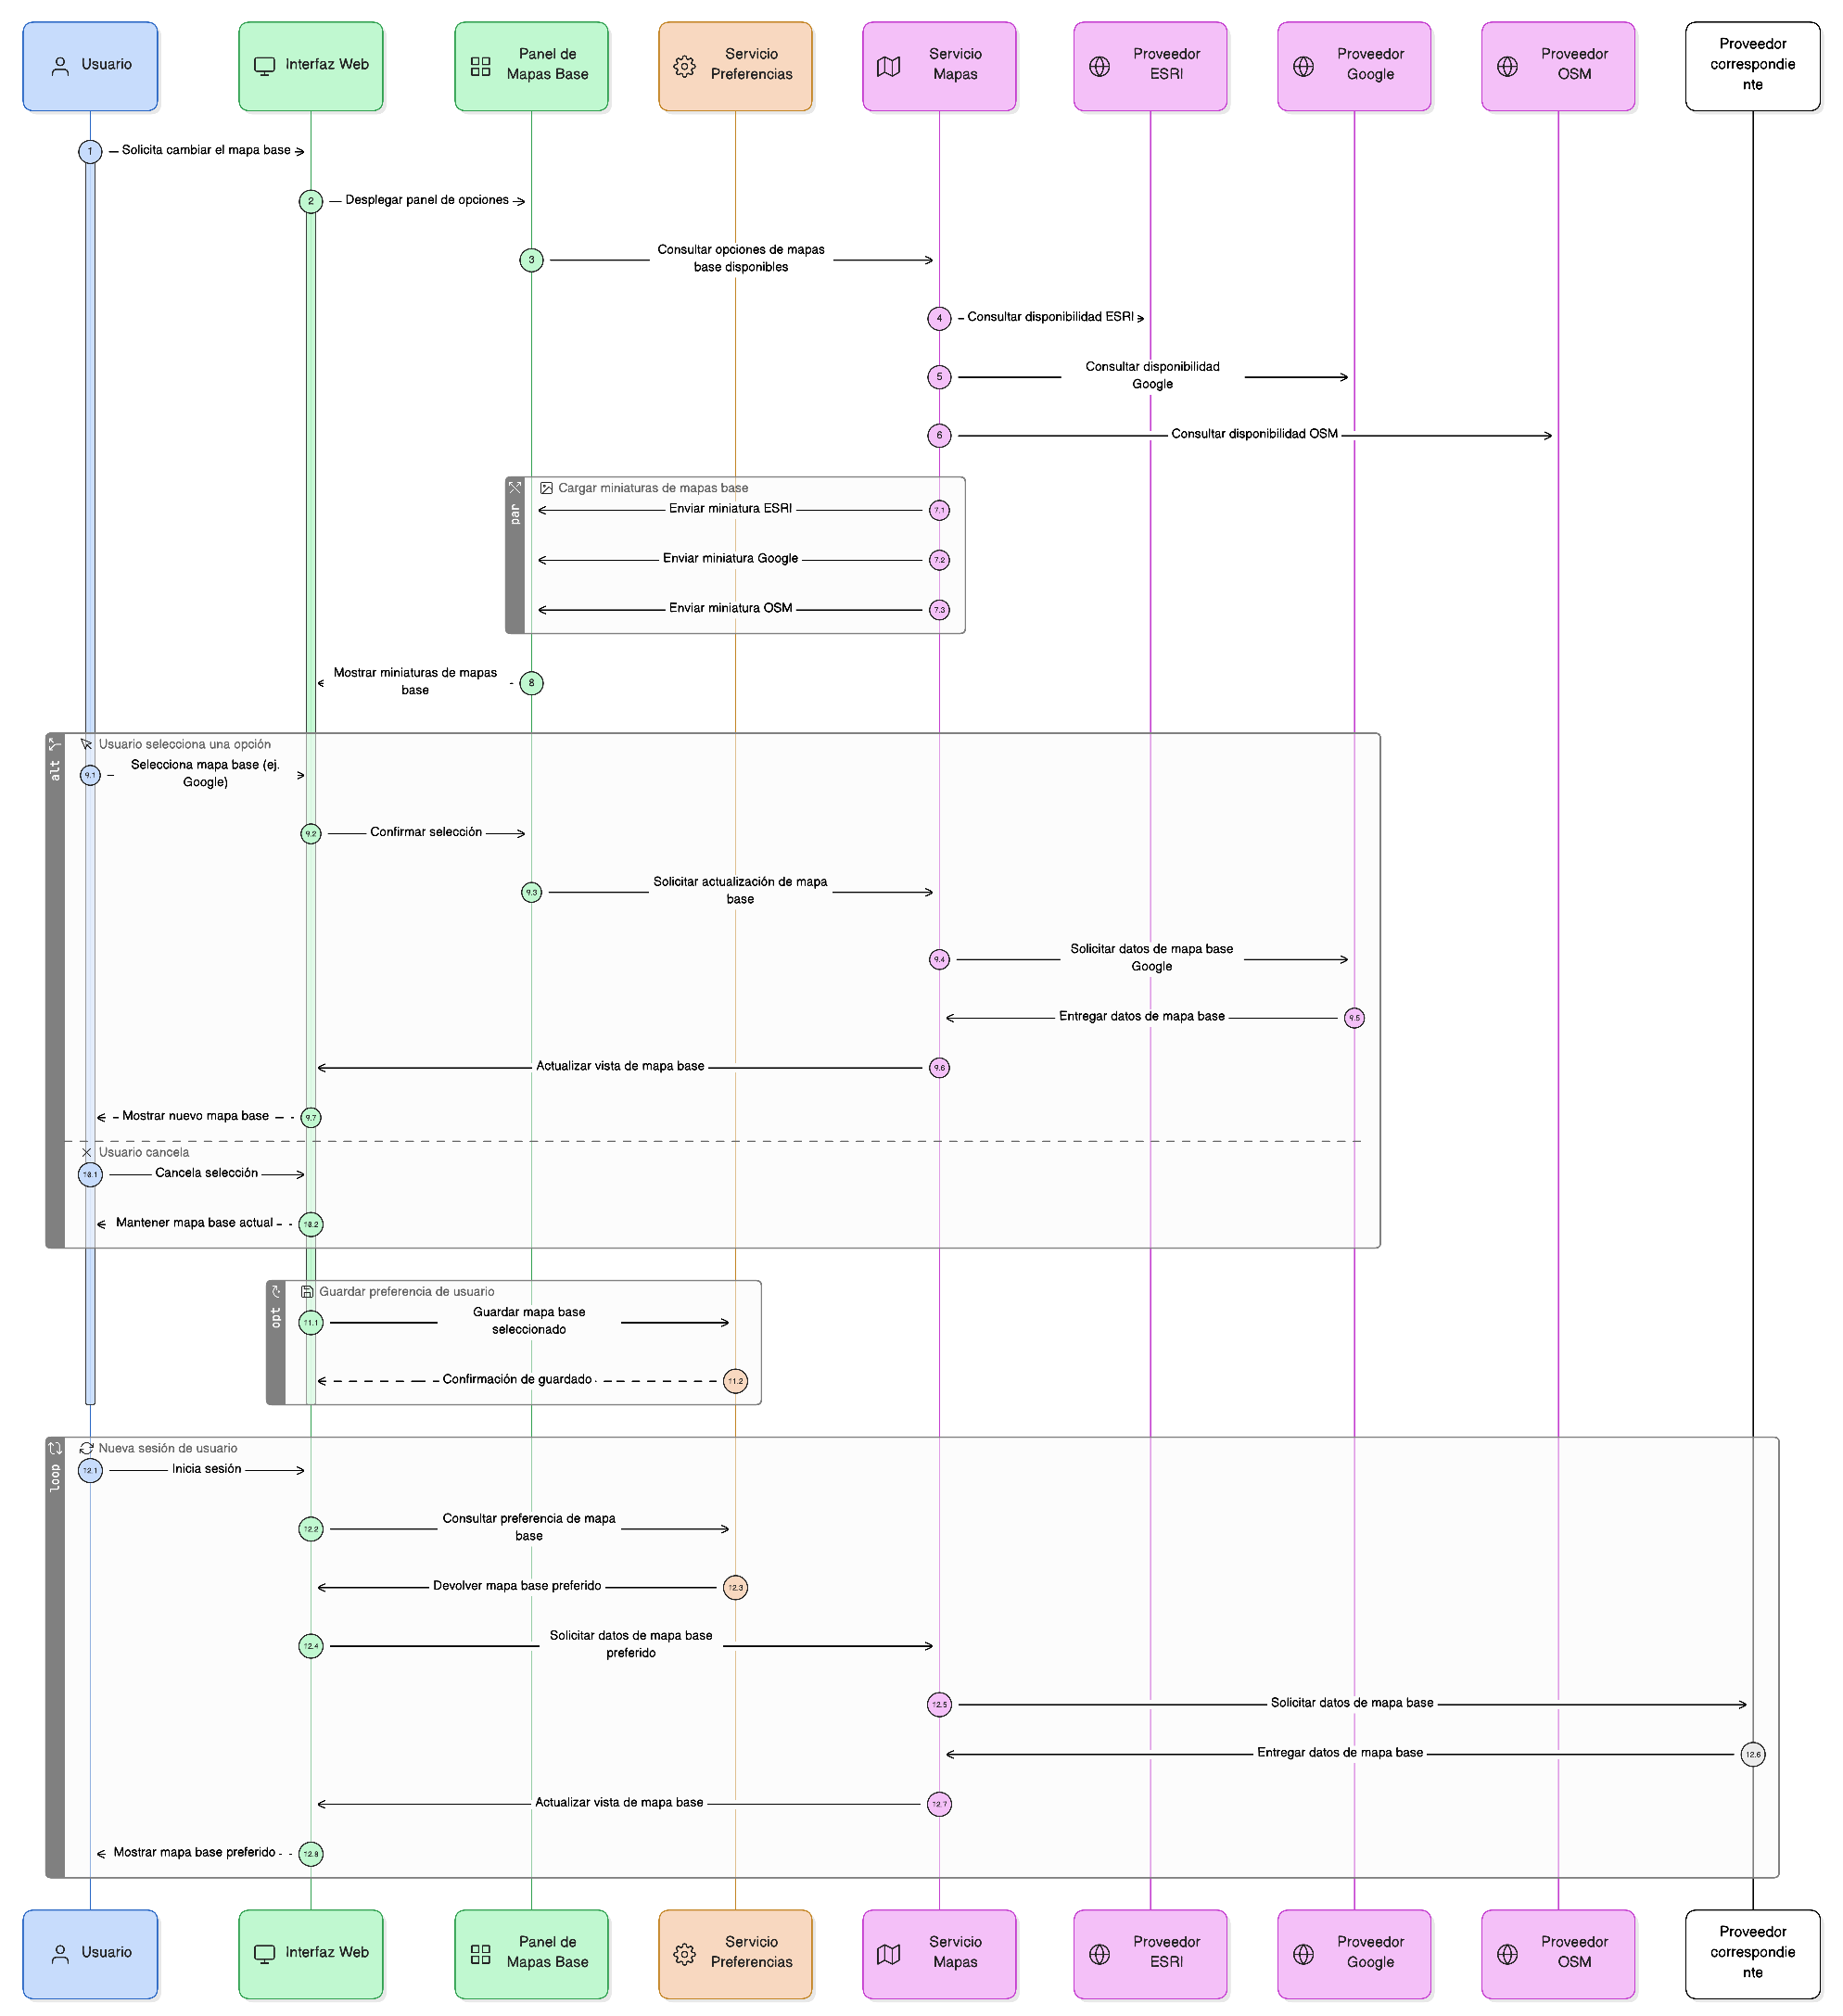 Usuario
Interfaz Web
Panel de
Mapas Base
Servicio
Preferencias
Servicio
Mapas
Proveedor
ESRI
Proveedor
Google
Proveedor
OSM
Proveedor
correspondie
nte
1
Solicita cambiar el mapa base
2
Desplegar panel de opciones
3
Consultar opciones de mapas
base disponibles
4
Consultar disponibilidad ESRI
5
Consultar disponibilidad
Google
6
Consultar disponibilidad OSM
par
Cargar miniaturas de mapas base
Enviar miniatura ESRI
7.1
Enviar miniatura Google
7.2
Enviar miniatura OSM
7.3
Mostrar miniaturas de mapas
base
8
alt
Usuario selecciona una opción
9.1
Selecciona mapa base (ej.
Google)
9.2
Confirmar selección
9.3
Solicitar actualización de mapa
base
9.4
Solicitar datos de mapa base
Google
Entregar datos de mapa base
9.5
Actualizar vista de mapa base
9.6
Mostrar nuevo mapa base
9.7
Usuario cancela
10.1
Cancela selección
Mantener mapa base actual
10.2
opt
Guardar preferencia de usuario
11.1
Guardar mapa base
seleccionado
Confirmación de guardado
11.2
loop
Nueva sesión de usuario
12.1
Inicia sesión
12.2
Consultar preferencia de mapa
base
Devolver mapa base preferido
12.3
12.4
Solicitar datos de mapa base
preferido
12.5
Solicitar datos de mapa base
Entregar datos de mapa base
12.6
Actualizar vista de mapa base
12.7
Mostrar mapa base preferido
12.8
Usuario
Interfaz Web
Panel de
Mapas Base
Servicio
Preferencias
Servicio
Mapas
Proveedor
ESRI
Proveedor
Google
Proveedor
OSM
Proveedor
correspondie
nte